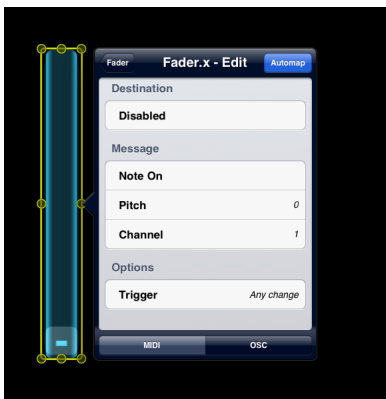 Fader Fader.x - Edit Automap
Destination
Disabled
Message
Note On
Pitch 0
Channel 1
Options
Trigger Any change
MIDI OSC